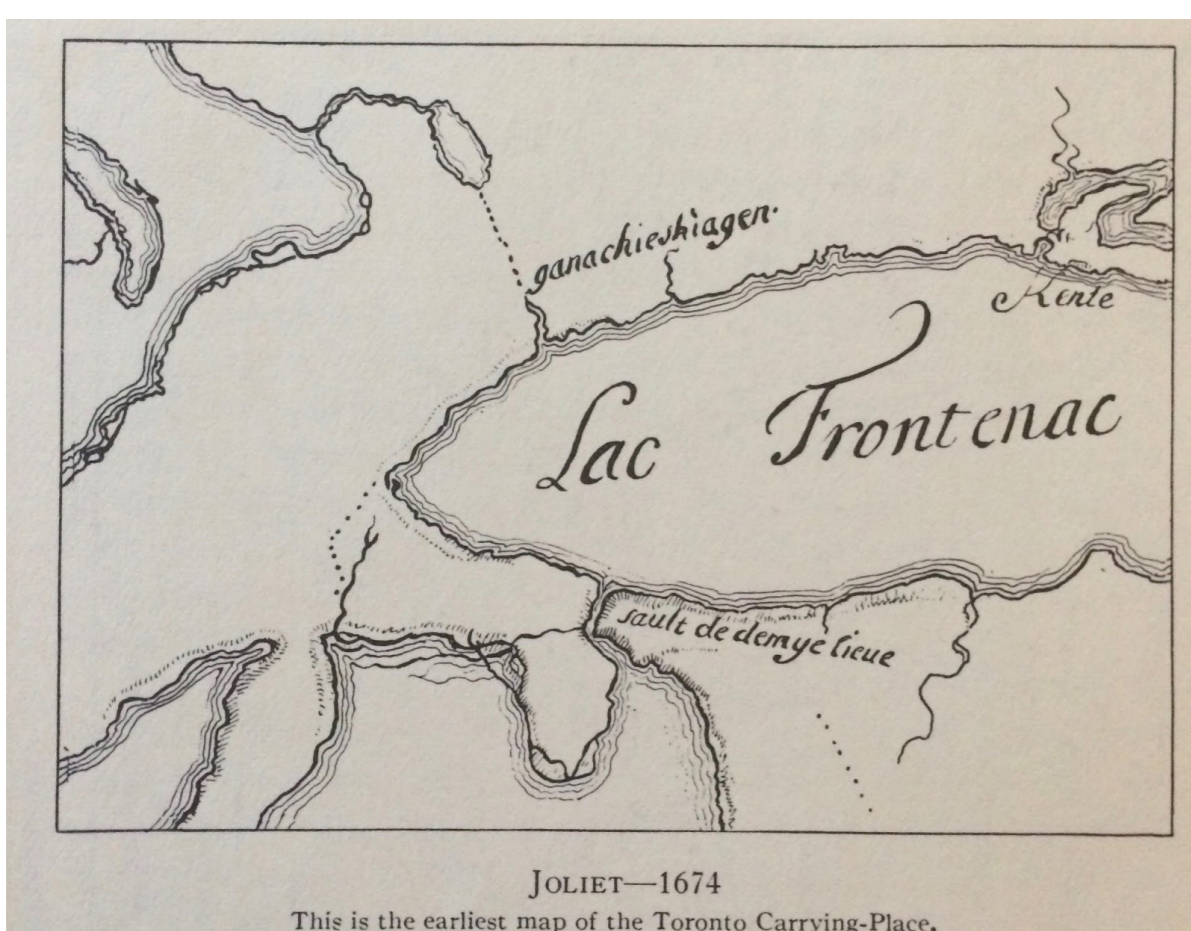 ganachieskiagen.
Kente
Lac Frontenac
sault de demye lieue
JOLIET—1674
This is the earliest map of the Toronto Carrying-Place.